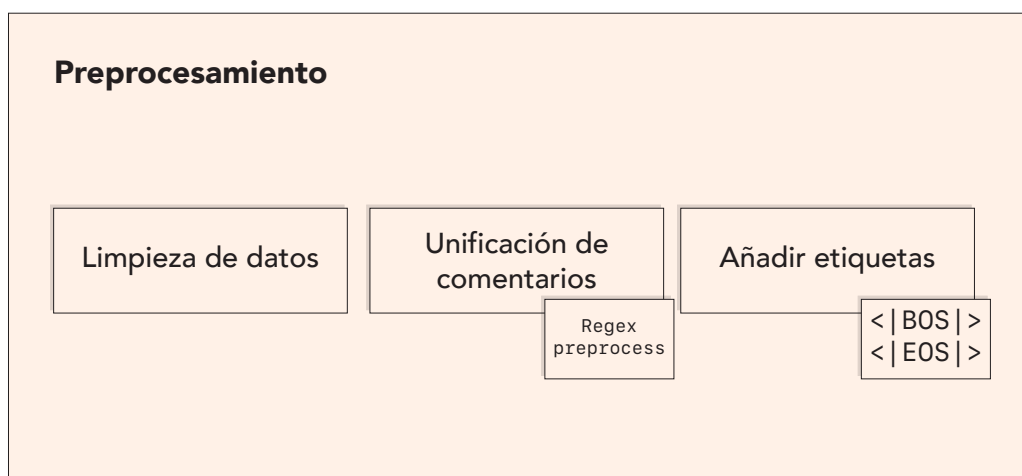 Preprocesamiento
Limpieza de datos
Unificación de
comentarios
Regex
preprocess
Añadir etiquetas
<|BOS|>
<|EOS|>